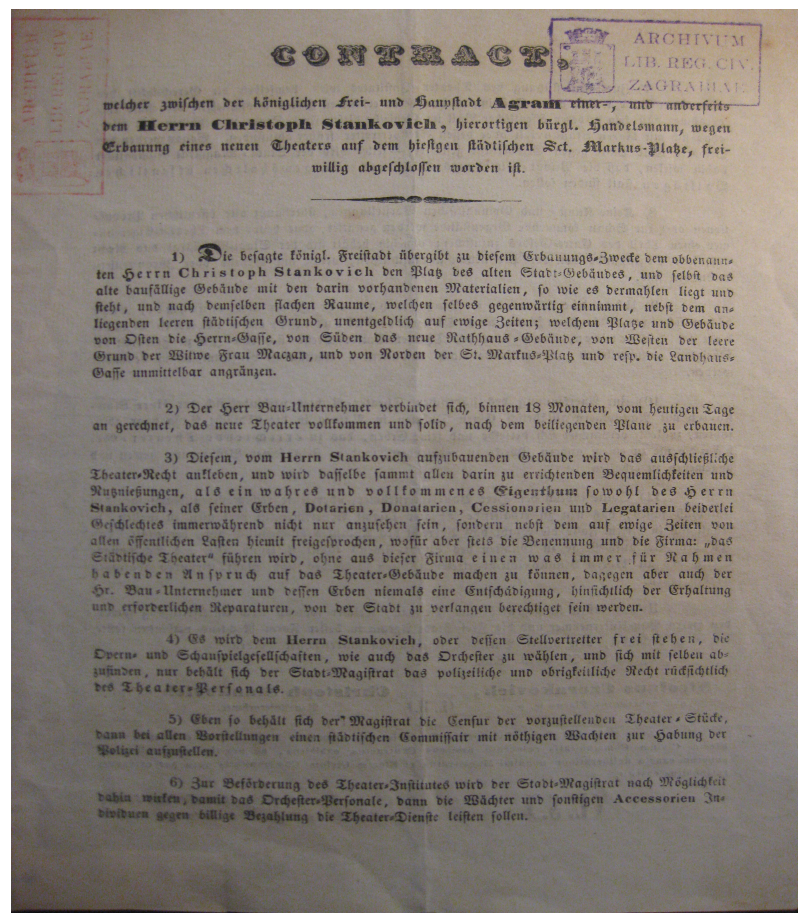 CONTRACT,
ARCHIVUM
LIB. REG. CIV.
ZAGRABIAE
ARCHIVUM
LIB. REG. CIV.
ZAGRABIAE
welcher zwischen der königlichen Frei- und Hauptstadt Agram einer-, und anderseits
dem Herrn Christoph Stankovich, hierortigen bürgl. Handelsmann, wegen
Erbauung eines neuen Theaters auf dem hiesigen städtischen Sct. Markus-Platze, frei-
willig abgeschlossen worden ist.
1) Die besagte königl. Freistadt übergibt zu diesem Erbauungs-Zwecke dem obbenann-
ten Herrn Christoph Stankovich den Platz des alten Stadt-Gebäudes, und selbst das
alte baufällige Gebäude mit den darin vorhandenen Materialien, so wie es dermahlen liegt und
steht, und nach demselben flachen Raume, welchen selbes gegenwärtig einnimmt, nebst dem an-
liegenden leeren städtischen Grund, unentgeldlich auf ewige Zeiten; welchem Platze und Gebäude
von Osten die Herrn-Gasse, von Süden das neue Rathhaus-Gebäude, von Westen der leere
Grund der Witwe Frau Maczan, und von Norden der St. Markus-Platz und resp. die Landhaus-
Gasse unmittelbar angränzen.
2) Der Herr Bau-Unternehmer verbindet sich, binnen 18 Monaten, vom heutigen Tage
an gerechnet, das neue Theater vollkommen und solid, nach dem beiliegenden Plane zu erbauen.
3) Diesem, vom Herrn Stankovich aufzubauenden Gebäude wird das ausschließliche
Theater-Recht ankleben, und wird dasselbe sammt allen darin zu errichtenden Bequemlichkeiten und
Nutznießungen, als ein wahres und vollkommenes Eigenthum sowohl des Herrn
Stankovich, als seiner Erben, Dotarien, Donatarien, Cessionarien und Legatarien beiderlei
Geschlechtes immerwährend nicht nur anzusehen sein, sondern nebst dem auf ewige Zeiten von
allen öffentlichen Lasten hiemit freigesprochen, wofür aber stets die Benennung und die Firma: „das
Städtische Theater“ führen wird, ohne aus dieser Firma einen was immer für Nahmen
habenden Anspruch auf das Theater-Gebäude machen zu können, dagegen aber auch der
Hr. Bau-Unternehmer und dessen Erben niemals eine Entschädigung, hinsichtlich der Erhaltung
und erforderlichen Reparaturen, von der Stadt zu verlangen berechtiget sein werden.
4) Es wird dem Herrn Stankovich, oder dessen Stellvertretter frei stehen, die
Opern- und Schauspielgesellschaften, wie auch das Orchester zu wählen, und sich mit selben ab-
zufinden, nur behält sich der Stadt-Magistrat das polizeiliche und obrigkeitliche Recht rücksichtlich
des Theater-Personals.
5) Eben so behält sich der Magistrat die Censur der vorzustellenden Theater-Stücke,
dann bei allen Vorstellungen einen städtischen Commissair mit nöthigen Wachten zur Habung der
Polizei aufzustellen.
6) Zur Beförderung des Theater-Institutes wird der Stadt-Magistrat nach Möglichkeit
dahin wirken, damit das Orchester-Personale, dann die Wächter und sonstigen Accessorien In-
dividuen gegen billige Bezahlung die Theater-Dienste leisten sollen.